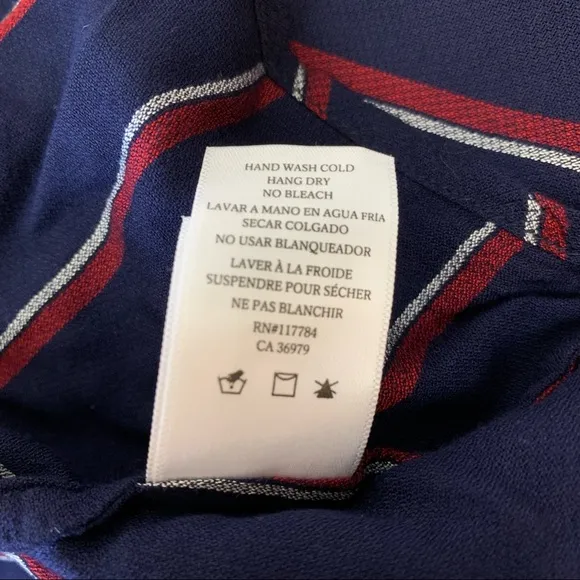 HAND WASH COLD
HANG DRY
NO BLEACH
LAVAR A MANO EN AGUA FRIA
SECAR COLGADO
NO USAR BLANQUEADOR
LAVER À LA FROIDE
SUSPENDRE POUR SÉCHER
NE PAS BLANCHIR
RN#117784
CA 36979